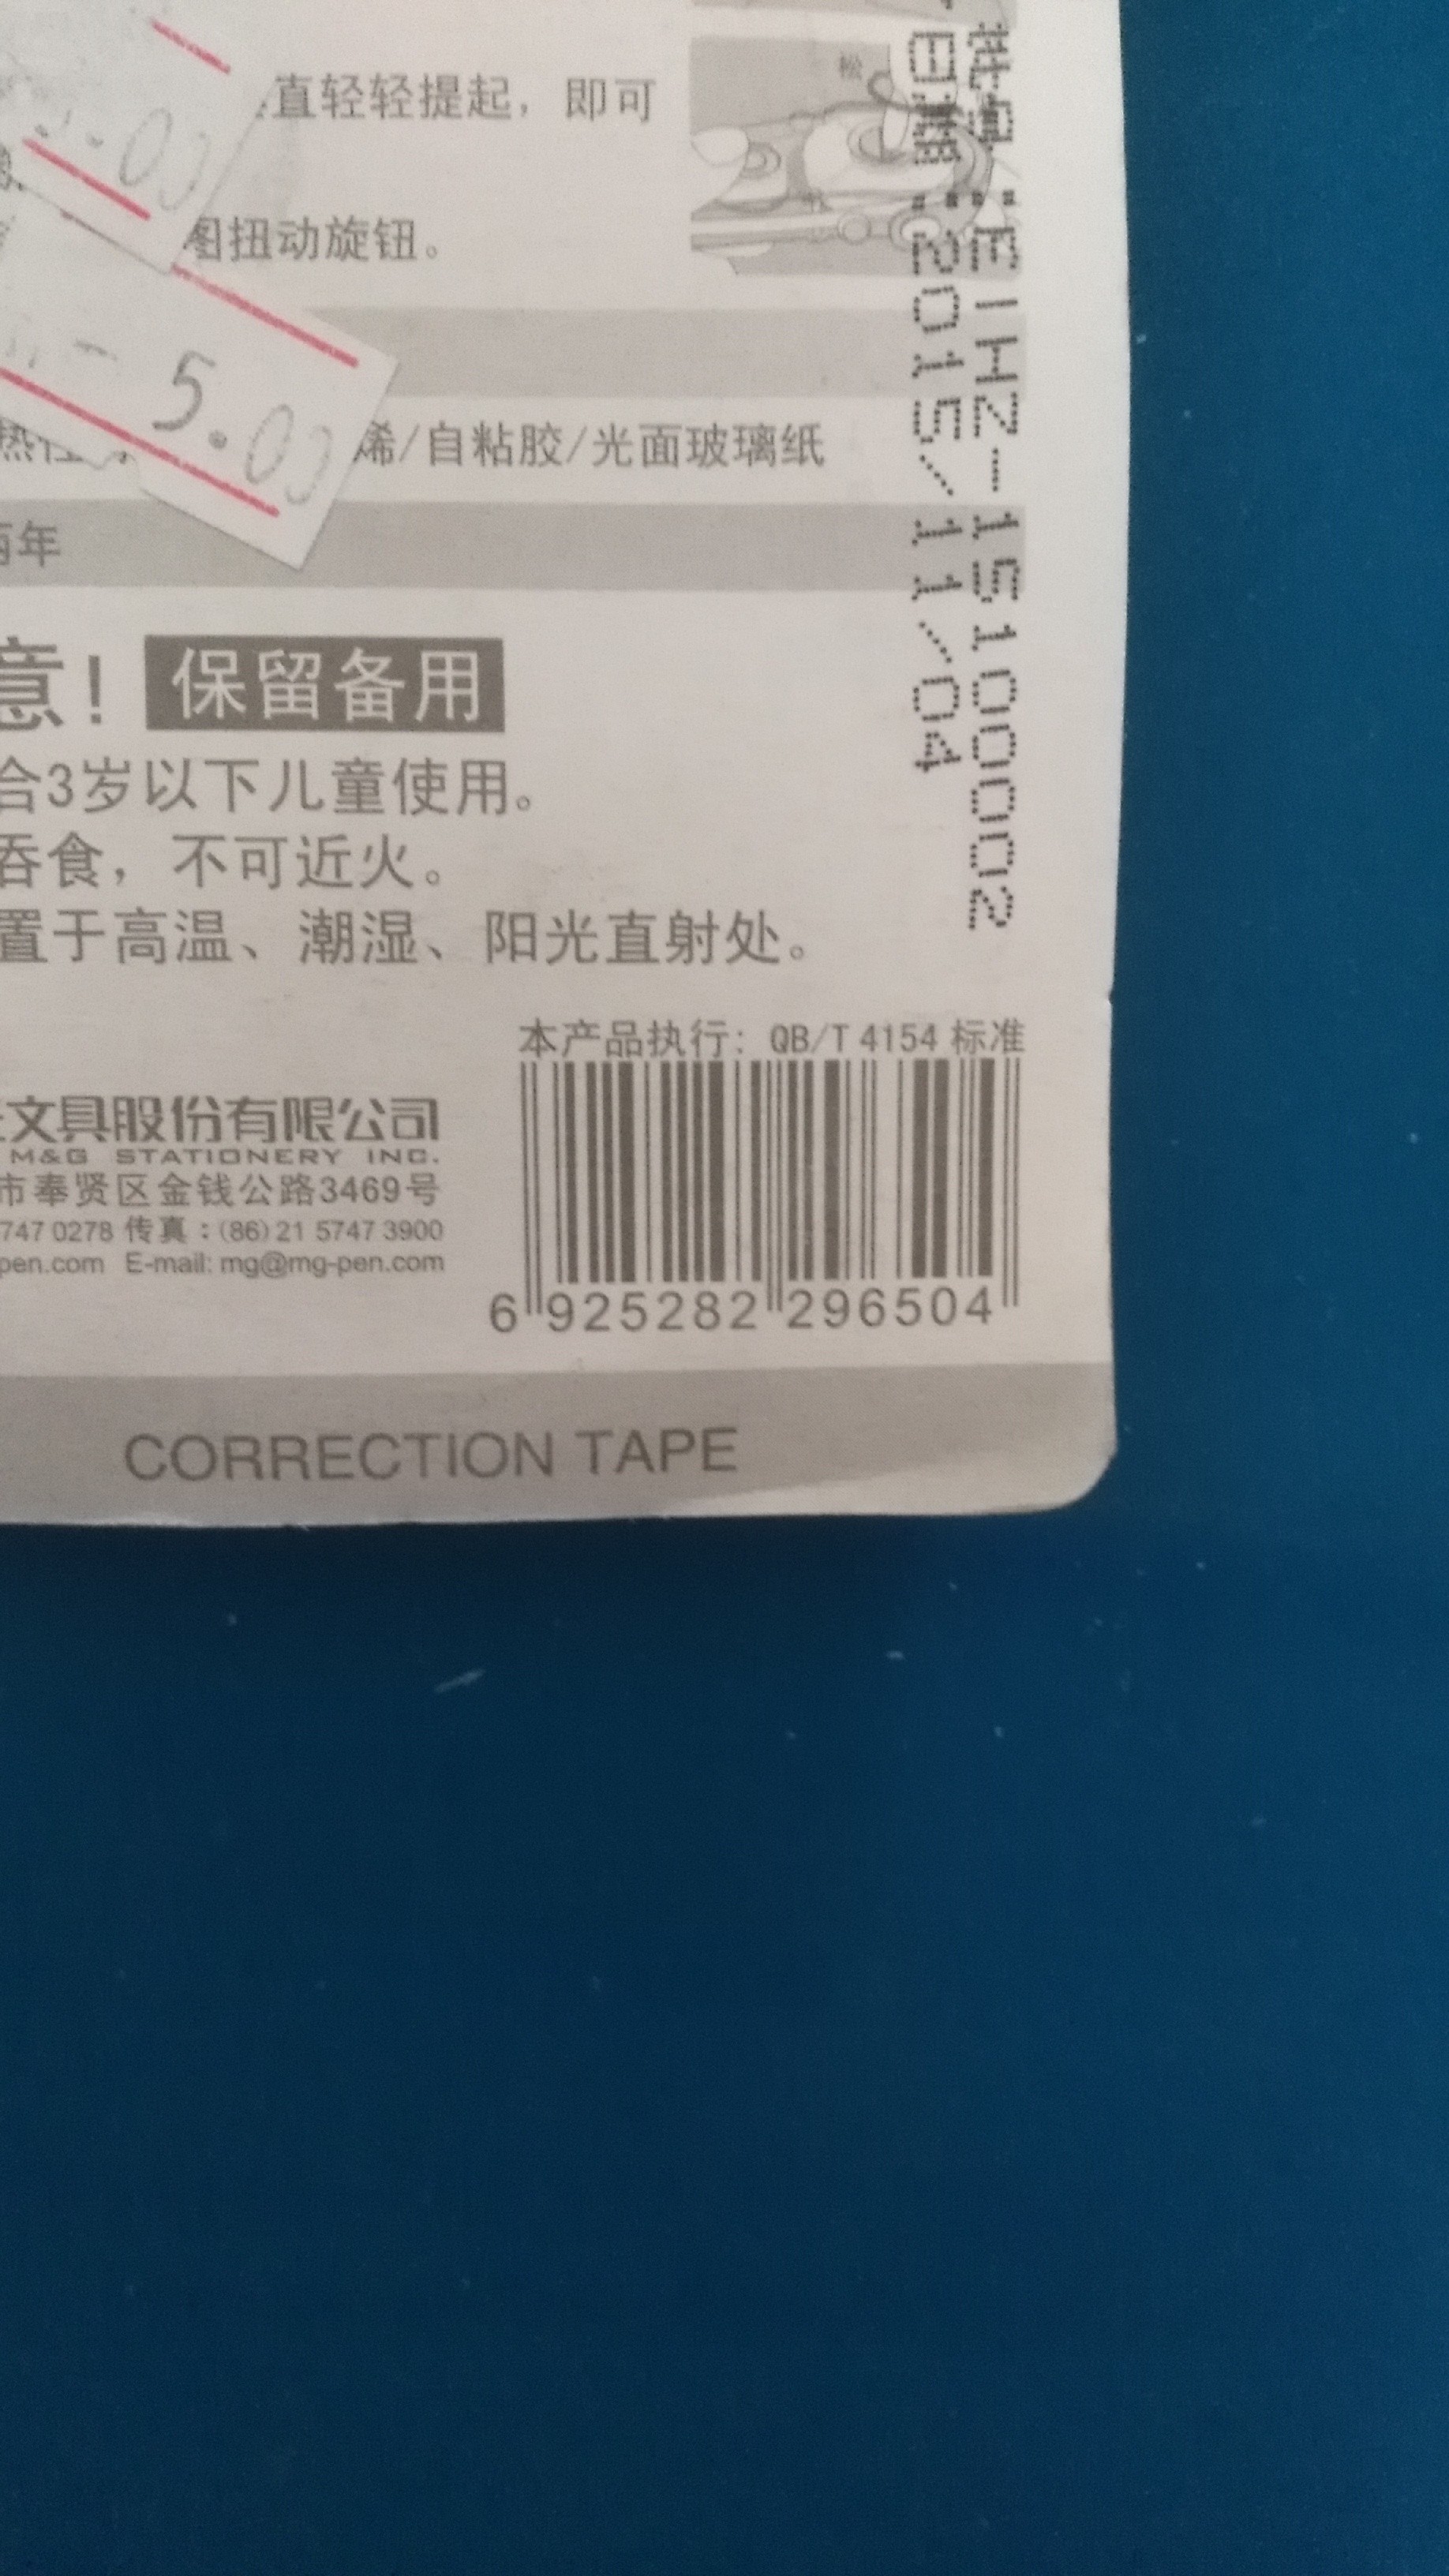 直轻轻提起，即可
图扭动旋钮。
5.00
烯/自粘胶/光面玻璃纸
两年
意！ 保留备用
合3岁以下儿童使用。
吞食，不可近火。
置于高温、潮湿、阳光直射处。
本产品执行：QB/T 4154 标准
文具股份有限公司
M&G STATIONERY INC.
市奉贤区金钱公路3469号
747 0278 传真：(86) 21 5747 3900
pen.com E-mail: mg@mg-pen.com
6 925282 296504
CORRECTION TAPE
批号:EIHZ-15100002
日期:2015/11/04